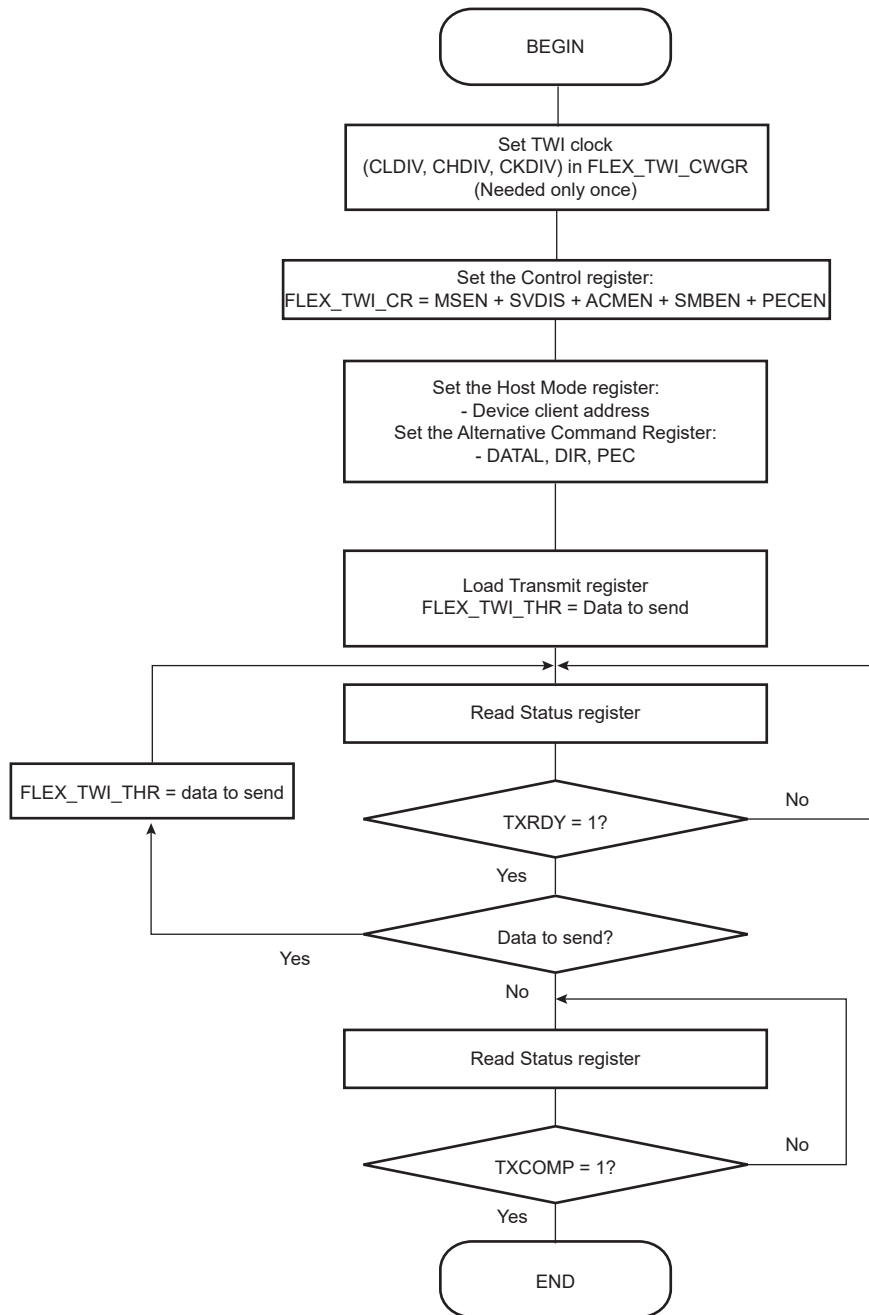 BEGIN
Set TWI clock
(CLDIV, CHDIV, CKDIV) in FLEX_TWI_CWGR
(Needed only once)
Set the Control register:
FLEX_TWI_CR = MSEN + SVDIS + ACMEN + SMBEN + PECEN
Set the Host Mode register:
- Device client address
Set the Alternative Command Register:
- DATAL, DIR, PEC
Load Transmit register
FLEX_TWI_THR = Data to send
Read Status register
FLEX_TWI_THR = data to send
TXRDY = 1?
No
Yes
Data to send?
Yes
No
Read Status register
TXCOMP = 1?
No
Yes
END